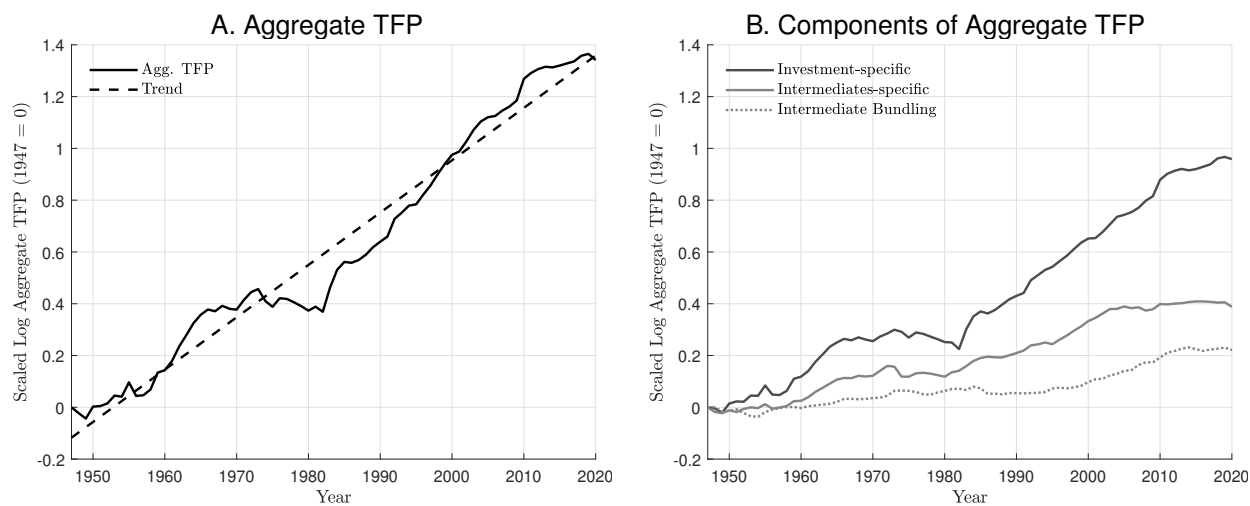 A. Aggregate TFP
Scaled Log Aggregate TFP (1947 = 0)
1.4
1.2
1
0.8
0.6
0.4
0.2
0
-0.2
Agg. TFP
Trend
1950 1960 1970 1980 1990 2000 2010 2020
Year
B. Components of Aggregate TFP
Scaled Log Aggregate TFP (1947 = 0)
1.4
1.2
1
0.8
0.6
0.4
0.2
0
-0.2
Investment-specific
Intermediates-specific
Intermediate Bundling
1950 1960 1970 1980 1990 2000 2010 2020
Year